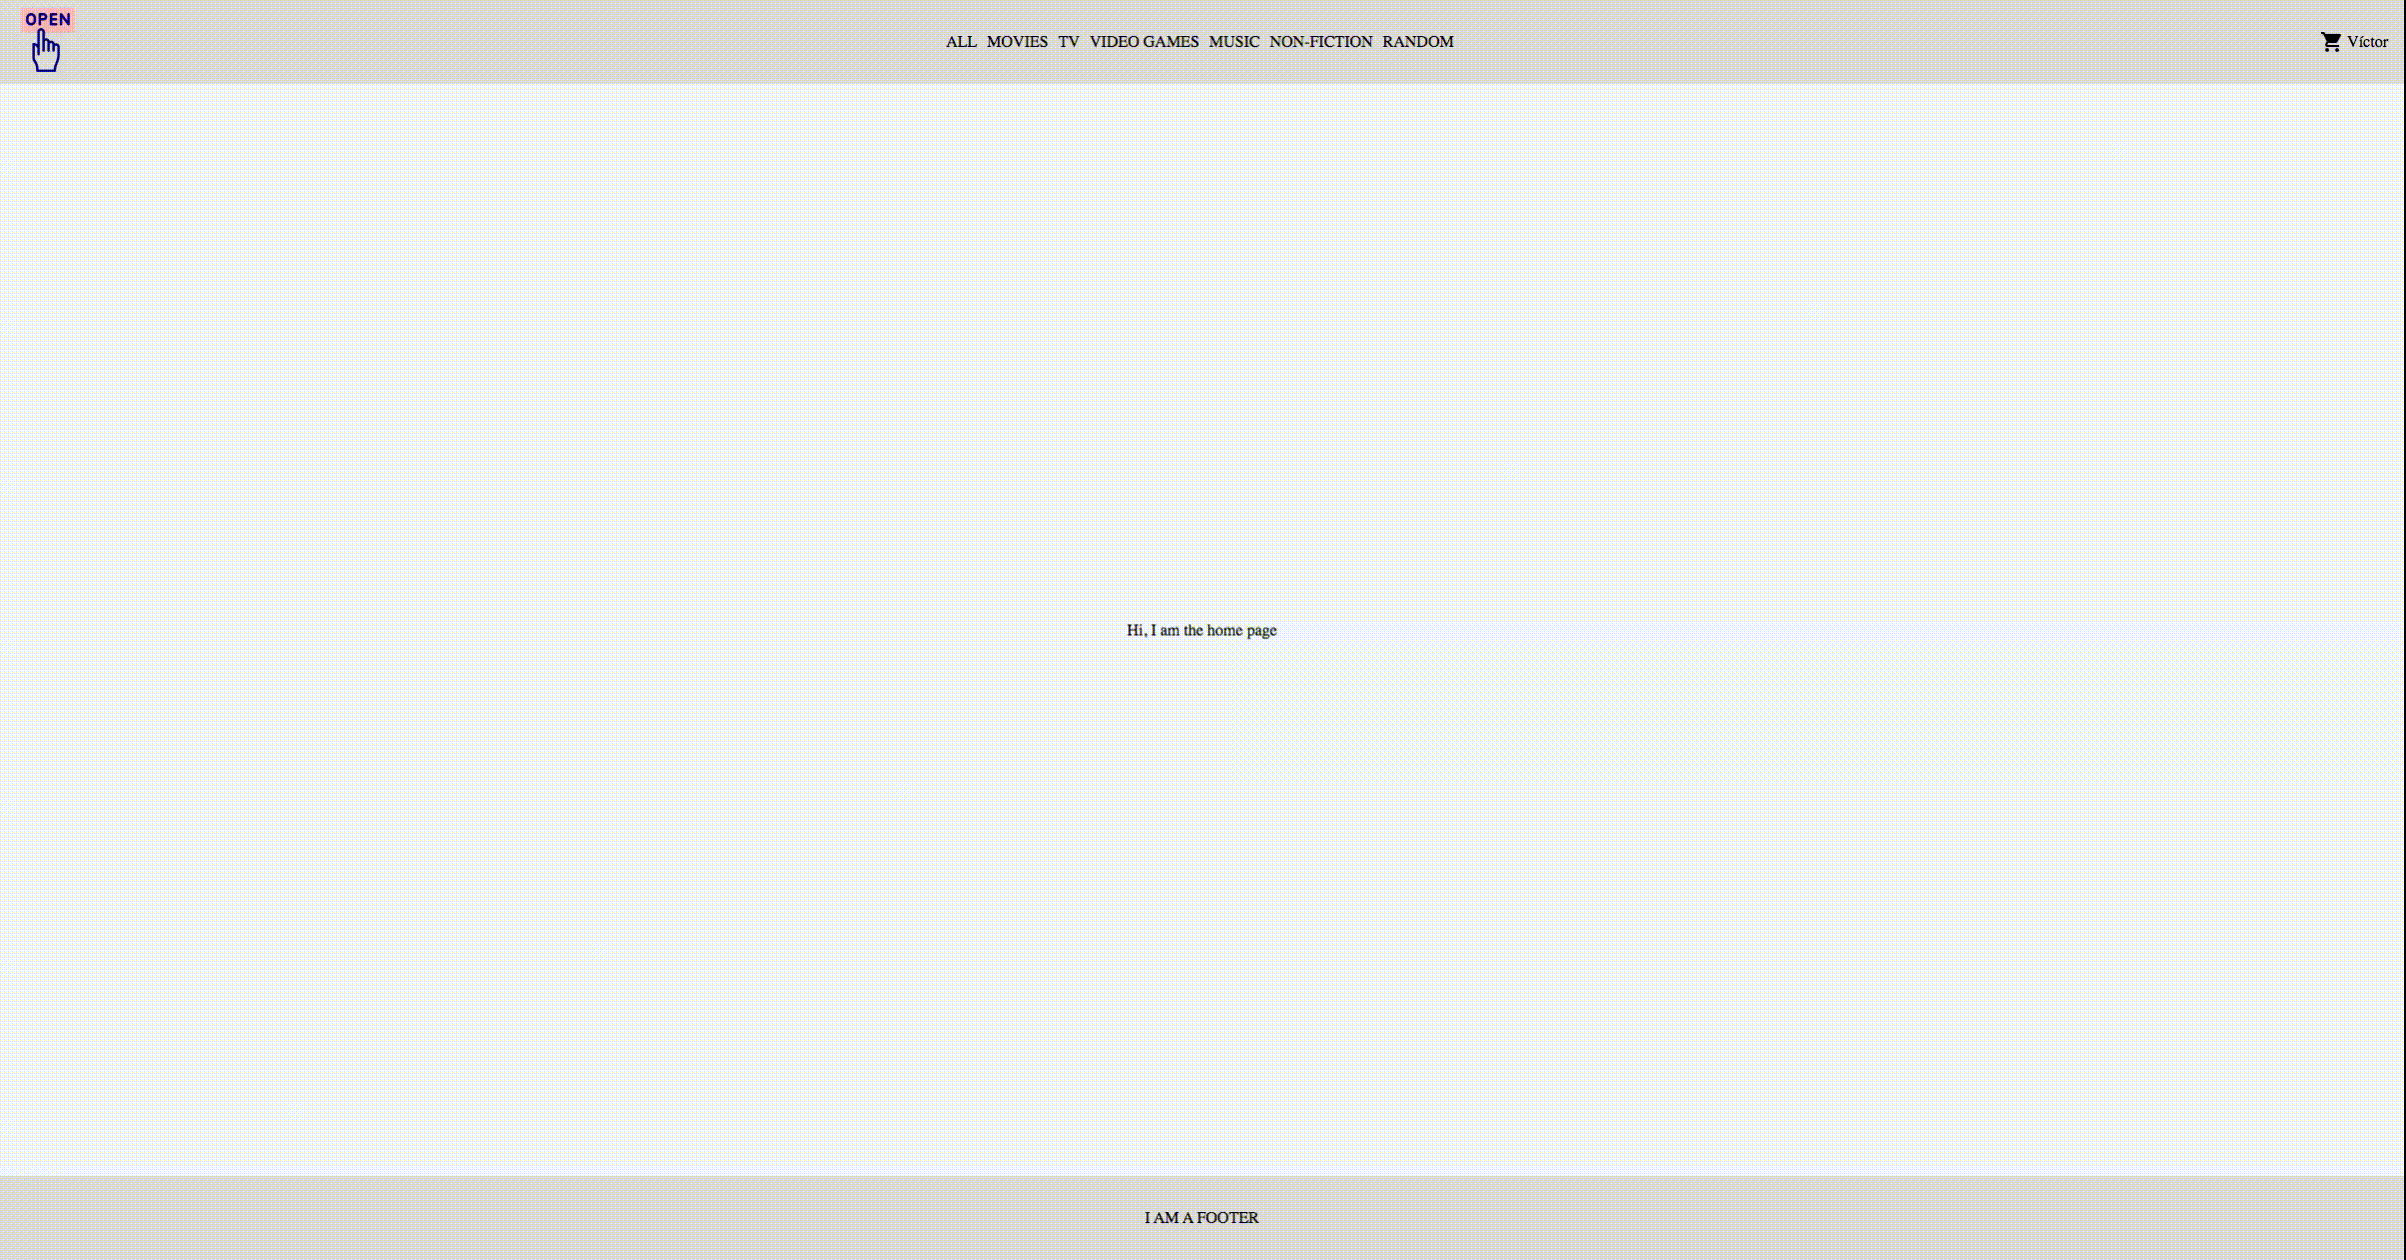 OPEN
ALL MOVIES TV VIDEO GAMES MUSIC NON-FICTION RANDOM
Víctor
Hi, I am the home page
I AM A FOOTER